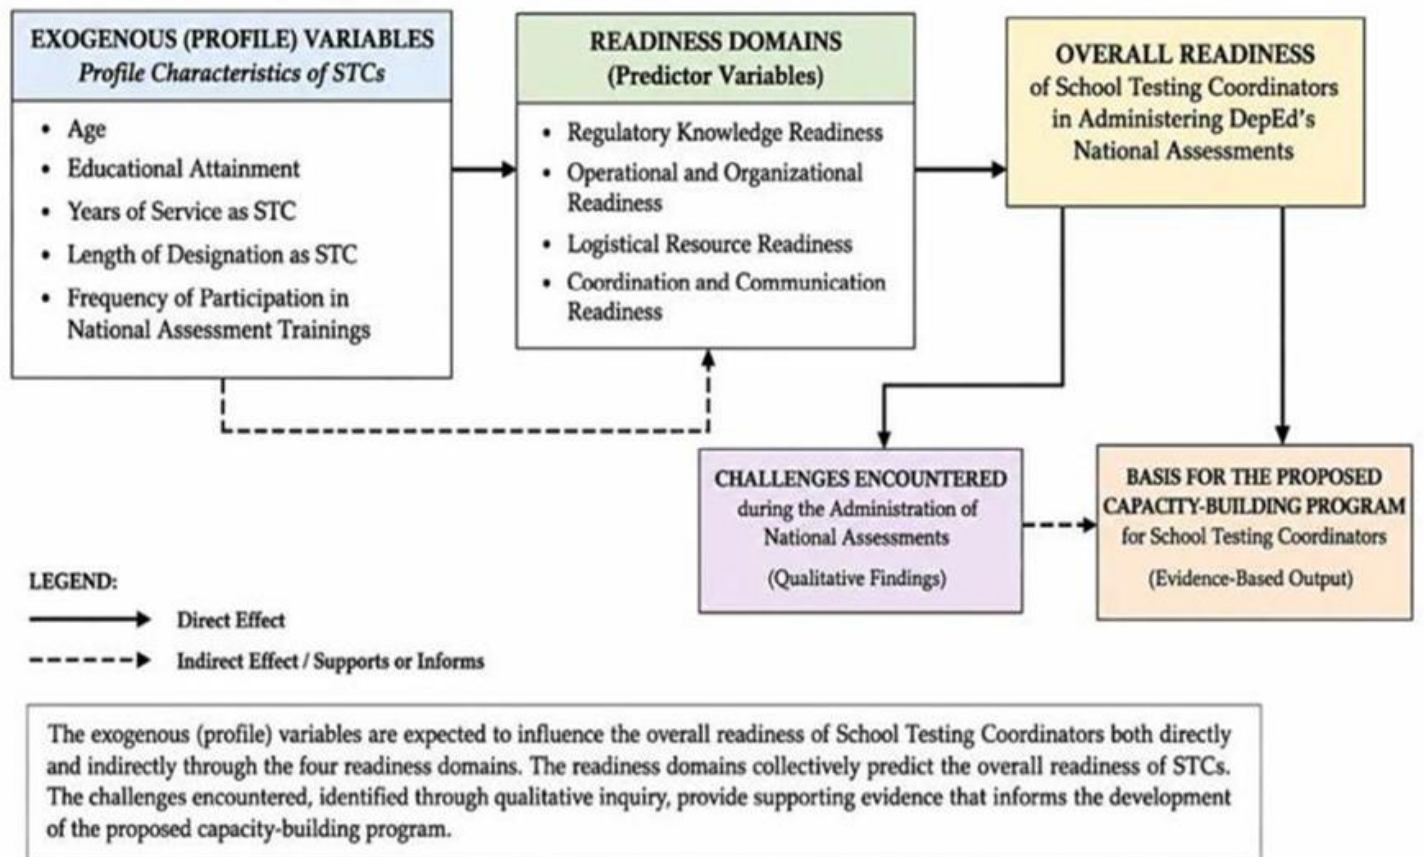 EXOGENOUS (PROFILE) VARIABLES
Profile Characteristics of STCs
• Age
• Educational Attainment
• Years of Service as STC
• Length of Designation as STC
• Frequency of Participation in
National Assessment Trainings
READINESS DOMAINS
(Predictor Variables)
• Regulatory Knowledge Readiness
• Operational and Organizational
Readiness
• Logistical Resource Readiness
• Coordination and Communication
Readiness
OVERALL READINESS
of School Testing Coordinators
in Administering DepEd's
National Assessments
CHALLENGES ENCOUNTERED
during the Administration of
National Assessments
(Qualitative Findings)
BASIS FOR THE PROPOSED
CAPACITY-BUILDING PROGRAM
for School Testing Coordinators
(Evidence-Based Output)
LEGEND:
Direct Effect
Indirect Effect / Supports or Informs
The exogenous (profile) variables are expected to influence the overall readiness of School Testing Coordinators both directly
and indirectly through the four readiness domains. The readiness domains collectively predict the overall readiness of STCs.
The challenges encountered, identified through qualitative inquiry, provide supporting evidence that informs the development
of the proposed capacity-building program.